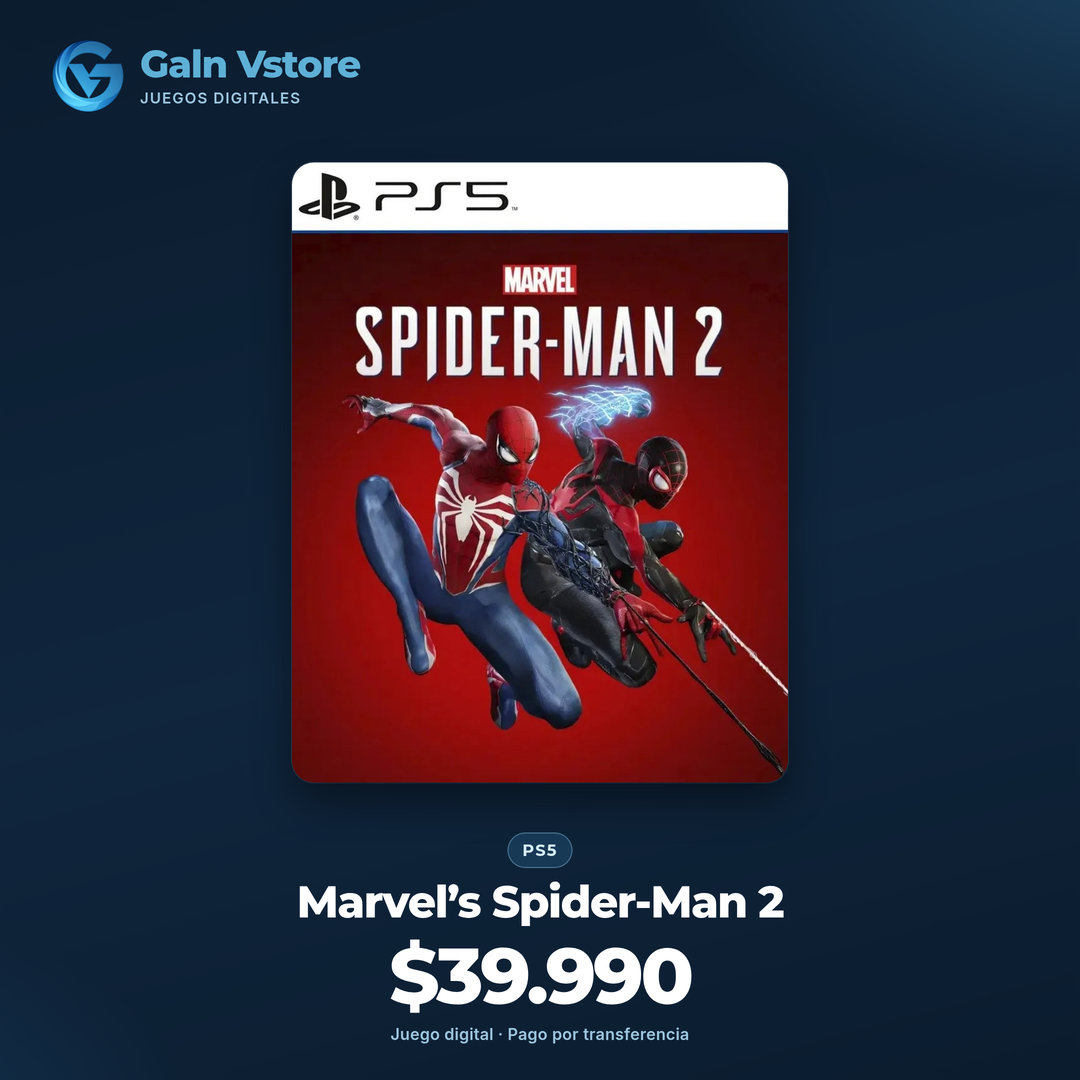 GaIn Vstore
JUEGOS DIGITALES
PS5
MARVEL
SPIDER-MAN 2
PS5
Marvel’s Spider-Man 2
$39.990
Juego digital · Pago por transferencia